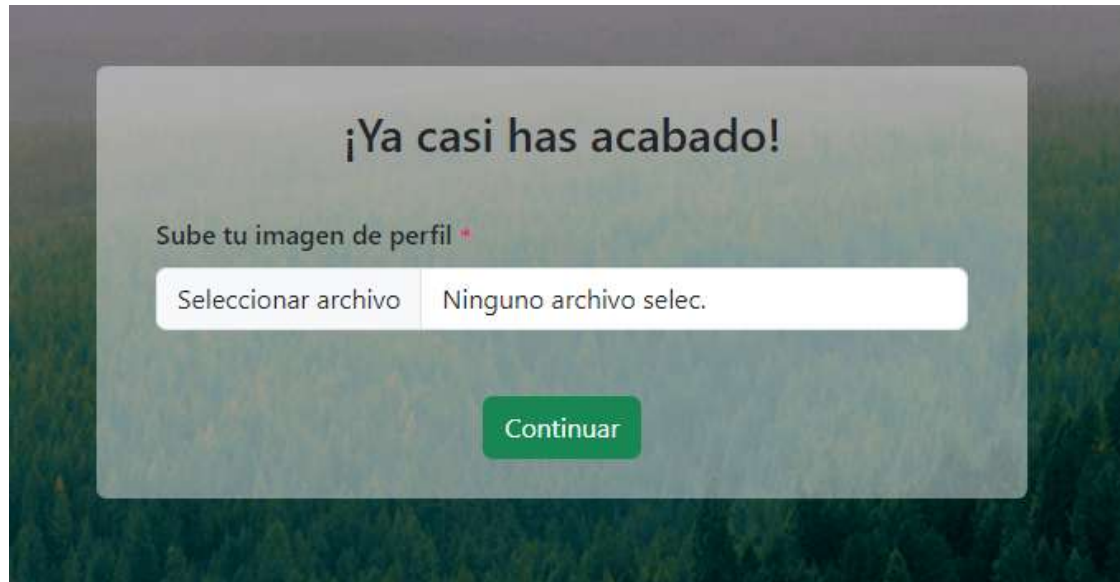 ¡Ya casi has acabado!
Sube tu imagen de perfil *
Seleccionar archivo Ninguno archivo selec.
Continuar